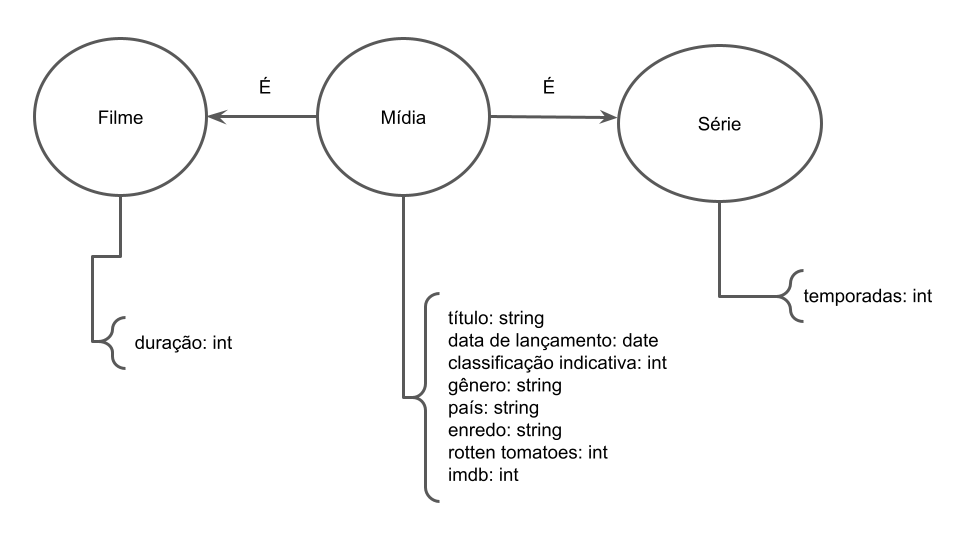 É
É
Filme
Mídia
Série
temporadas: int
título: string
data de lançamento: date
duração: int
classificação indicativa: int
gênero: string
país: string
enredo: string
rotten tomatoes: int
imdb: int